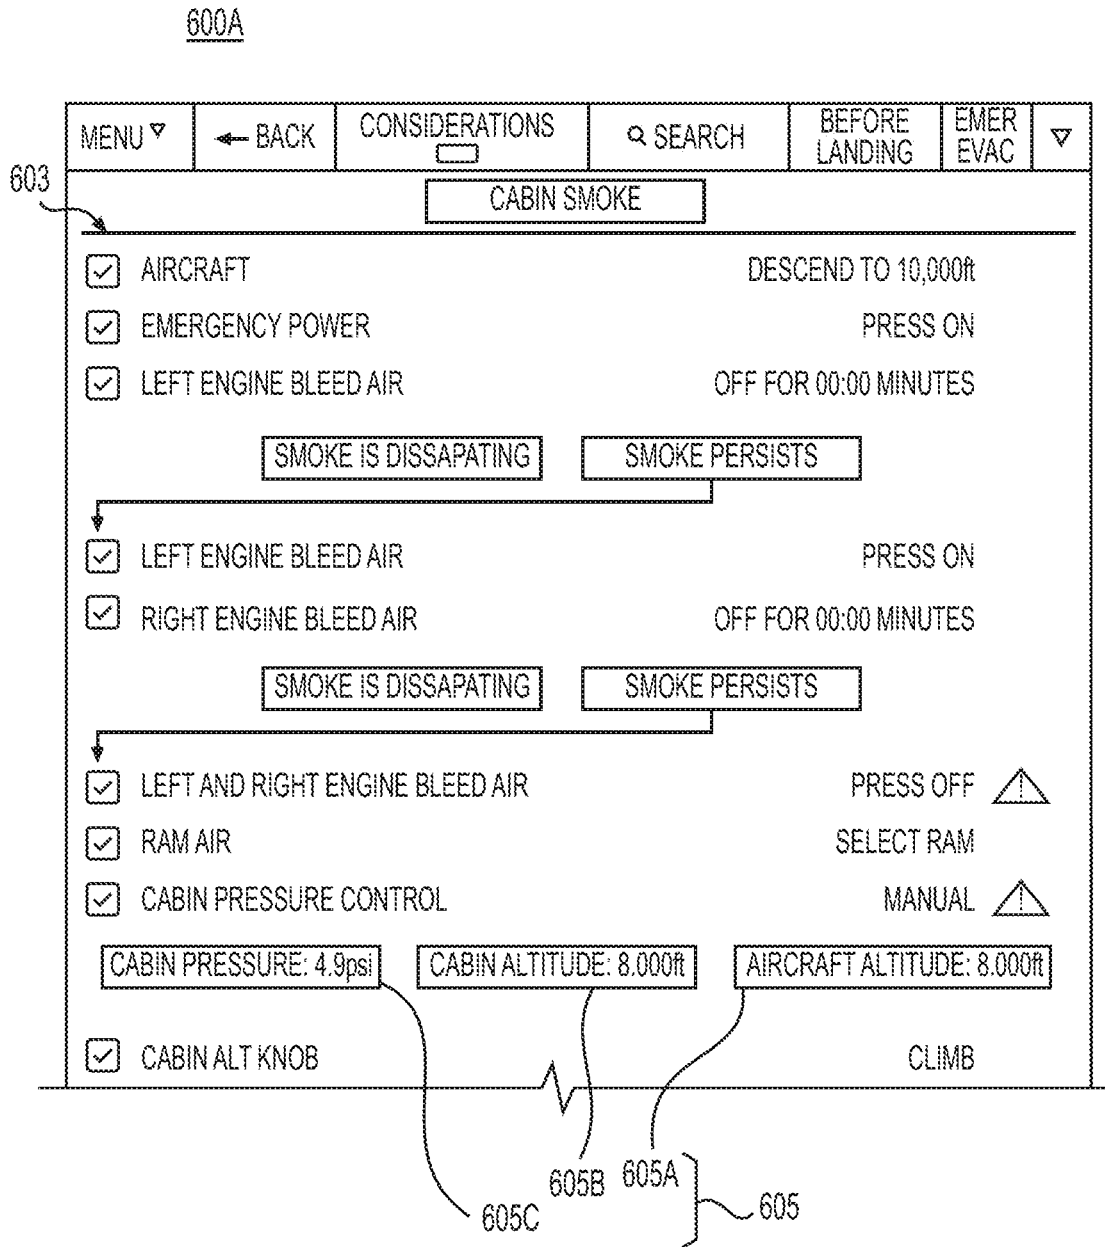 600A
MENU ← BACK CONSIDERATIONS SEARCH BEFORE LANDING EMER EVAC
603
CABIN SMOKE
AIRCRAFT DESCEND TO 10,000ft
EMERGENCY POWER PRESS ON
LEFT ENGINE BLEED AIR OFF FOR 00:00 MINUTES
SMOKE IS DISSAPATING SMOKE PERSISTS
LEFT ENGINE BLEED AIR PRESS ON
RIGHT ENGINE BLEED AIR OFF FOR 00:00 MINUTES
SMOKE IS DISSAPATING SMOKE PERSISTS
LEFT AND RIGHT ENGINE BLEED AIR PRESS OFF
RAM AIR SELECT RAM
CABIN PRESSURE CONTROL MANUAL
CABIN PRESSURE: 4.9psi CABIN ALTITUDE: 8.000ft AIRCRAFT ALTITUDE: 8.000ft
CABIN ALT KNOB CLIMB
605C 605B 605A 605